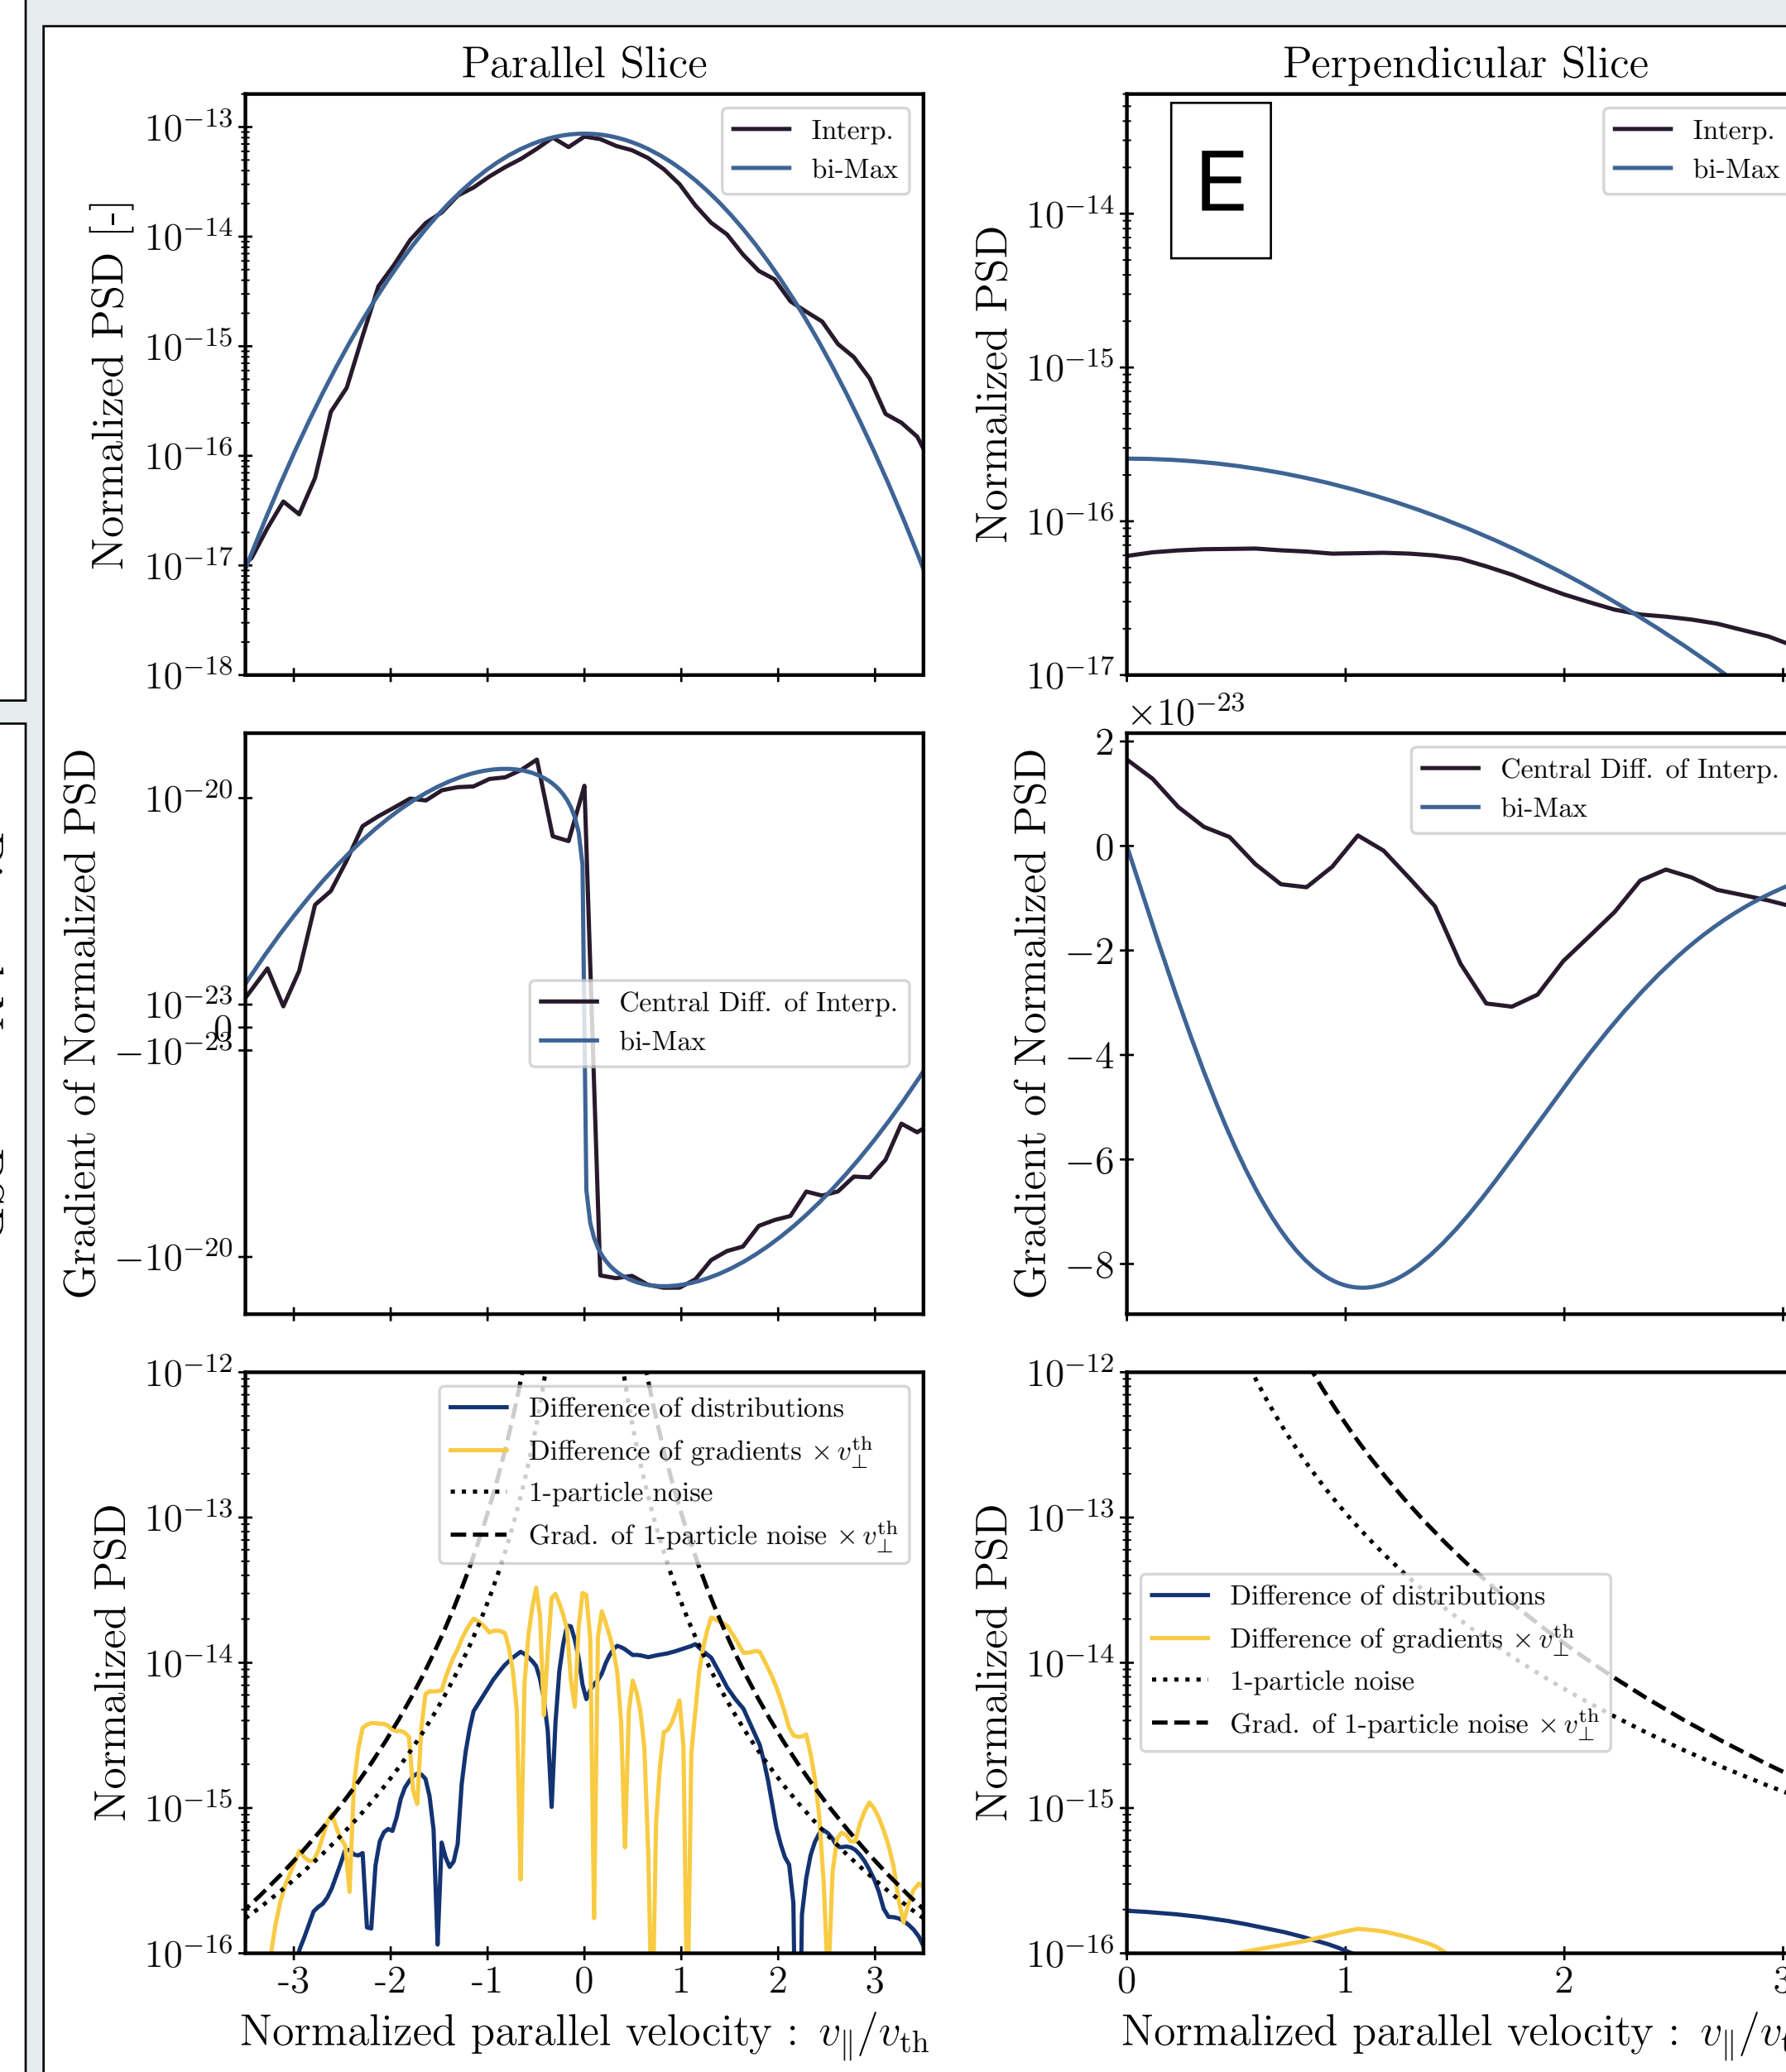 Parallel Slice
Normalized PSD [-]
10⁻¹³
10⁻¹⁴
10⁻¹⁵
10⁻¹⁶
10⁻¹⁷
10⁻¹⁸
Interp.
bi-Max
Perpendicular Slice
E
Normalized PSD
10⁻¹⁴
10⁻¹⁵
10⁻¹⁶
10⁻¹⁷
Interp.
bi-Max
Gradient of Normalized PSD
10⁻²⁰
10⁻²³
0
−10⁻²³
−10⁻²⁰
Central Diff. of Interp.
bi-Max
×10⁻²³
Gradient of Normalized PSD
2
0
−2
−4
−6
−8
Central Diff. of Interp.
bi-Max
Normalized PSD
10⁻¹²
10⁻¹³
10⁻¹⁴
10⁻¹⁵
10⁻¹⁶
Difference of distributions
Difference of gradients × v⊥ᵗʰ
1-particle noise
Grad. of 1-particle noise × v⊥ᵗʰ
-3 -2 -1 0 1 2 3
Normalized parallel velocity : v∥/vth
Normalized PSD
10⁻¹²
10⁻¹³
10⁻¹⁴
10⁻¹⁵
10⁻¹⁶
Difference of distributions
Difference of gradients × v⊥ᵗʰ
1-particle noise
Grad. of 1-particle noise × v⊥ᵗʰ
0 1 2 3
Normalized parallel velocity : v∥/v